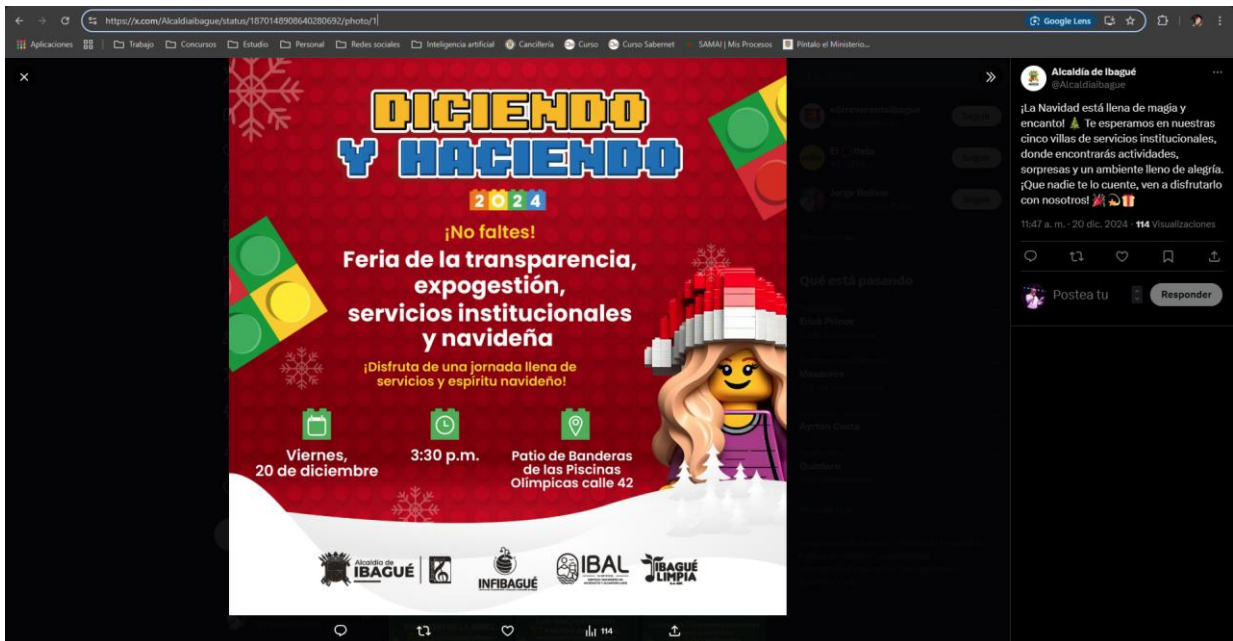 https://x.com/Alcaldiaibague/status/1870148908640280692/photo/1
Google Lens
Aplicaciones
Trabajo
Concursos
Estudio
Personal
Redes sociales
Inteligencia artificial
Cancillería
Curso
Curso Sabernet
SAMAI | Mis Procesos
Píntalo el Ministerio...
DICIENDO
Y HACIENDO
2024
¡No faltes!
Feria de la transparencia,
expogestión,
servicios institucionales
y navideña
¡Disfruta de una jornada llena de
servicios y espíritu navideño!
Viernes,
20 de diciembre
3:30 p.m.
Patio de Banderas
de las Piscinas
Olímpicas calle 42
Alcaldía de
IBAGUÉ
INFIBAGUÉ
IBAL
IBAGUÉ
LIMPIA
114
Qué está pasando
Ayrton Costa
Quintero
Alcaldía de Ibagué
@Alcaldiaibague
¡La Navidad está llena de magia y
encanto! 🎄 Te esperamos en nuestras
cinco villas de servicios institucionales,
donde encontrarás actividades,
sorpresas y un ambiente lleno de alegría.
¡Que nadie te lo cuente, ven a disfrutarlo
con nosotros! 🎉💫🎁
11:47 a. m. · 20 dic. 2024 · 114 Visualizaciones
Postea tu
Responder